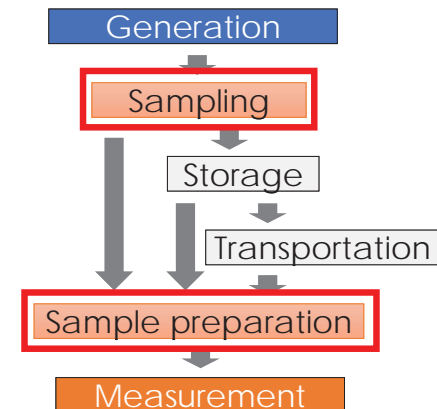 Generation
Sampling
Storage
Transportation
Sample preparation
Measurement